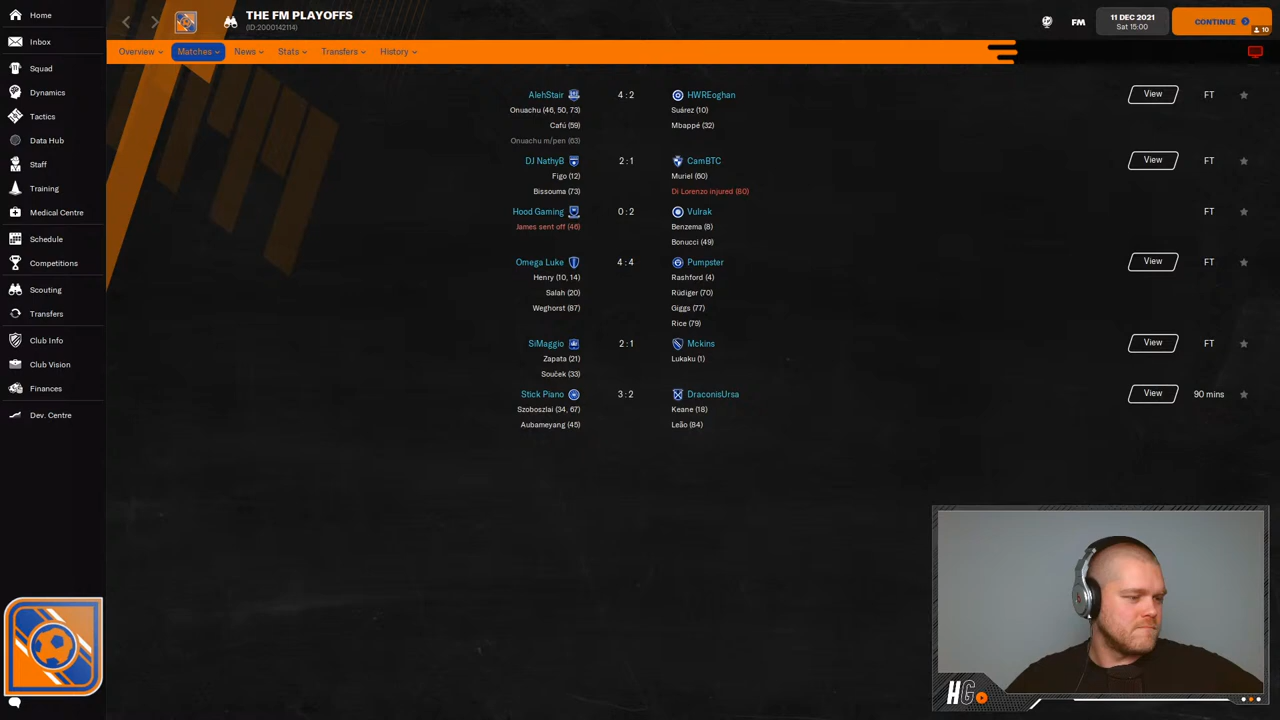 Home
Inbox
Squad
Dynamics
Tactics
Data Hub
Staff
Training
Medical Centre
Schedule
Competitions
Scouting
Transfers
Club Info
Club Vision
Finances
Dev. Centre
THE FM PLAYOFFS
(ID:2000142114)
FM
11 DEC 2021
Sat 15:00
CONTINUE
10
Overview
Matches
News
Stats
Transfers
History
AlehStair 4 : 2 HWREoghan View FT
Onuachu (46, 50, 73) Suárez (10)
Cafú (59) Mbappé (32)
Onuachu m/pen (63)
DJ NathyB 2 : 1 CamBTC View FT
Figo (12) Muriel (60)
Bissouma (73) Di Lorenzo injured (80)
Hood Gaming 0 : 2 Vulrak FT
James sent off (46) Benzema (8)
Bonucci (49)
Omega Luke 4 : 4 Pumpster View FT
Henry (10, 14) Rashford (4)
Salah (20) Rüdiger (70)
Weghorst (87) Giggs (77)
Rice (79)
SiMaggio 2 : 1 Mckins View FT
Zapata (21) Lukaku (1)
Souček (33)
Stick Piano 3 : 2 DraconisUrsa View 90 mins
Szoboszlai (34, 67) Keane (18)
Aubameyang (45) Leão (84)
HG